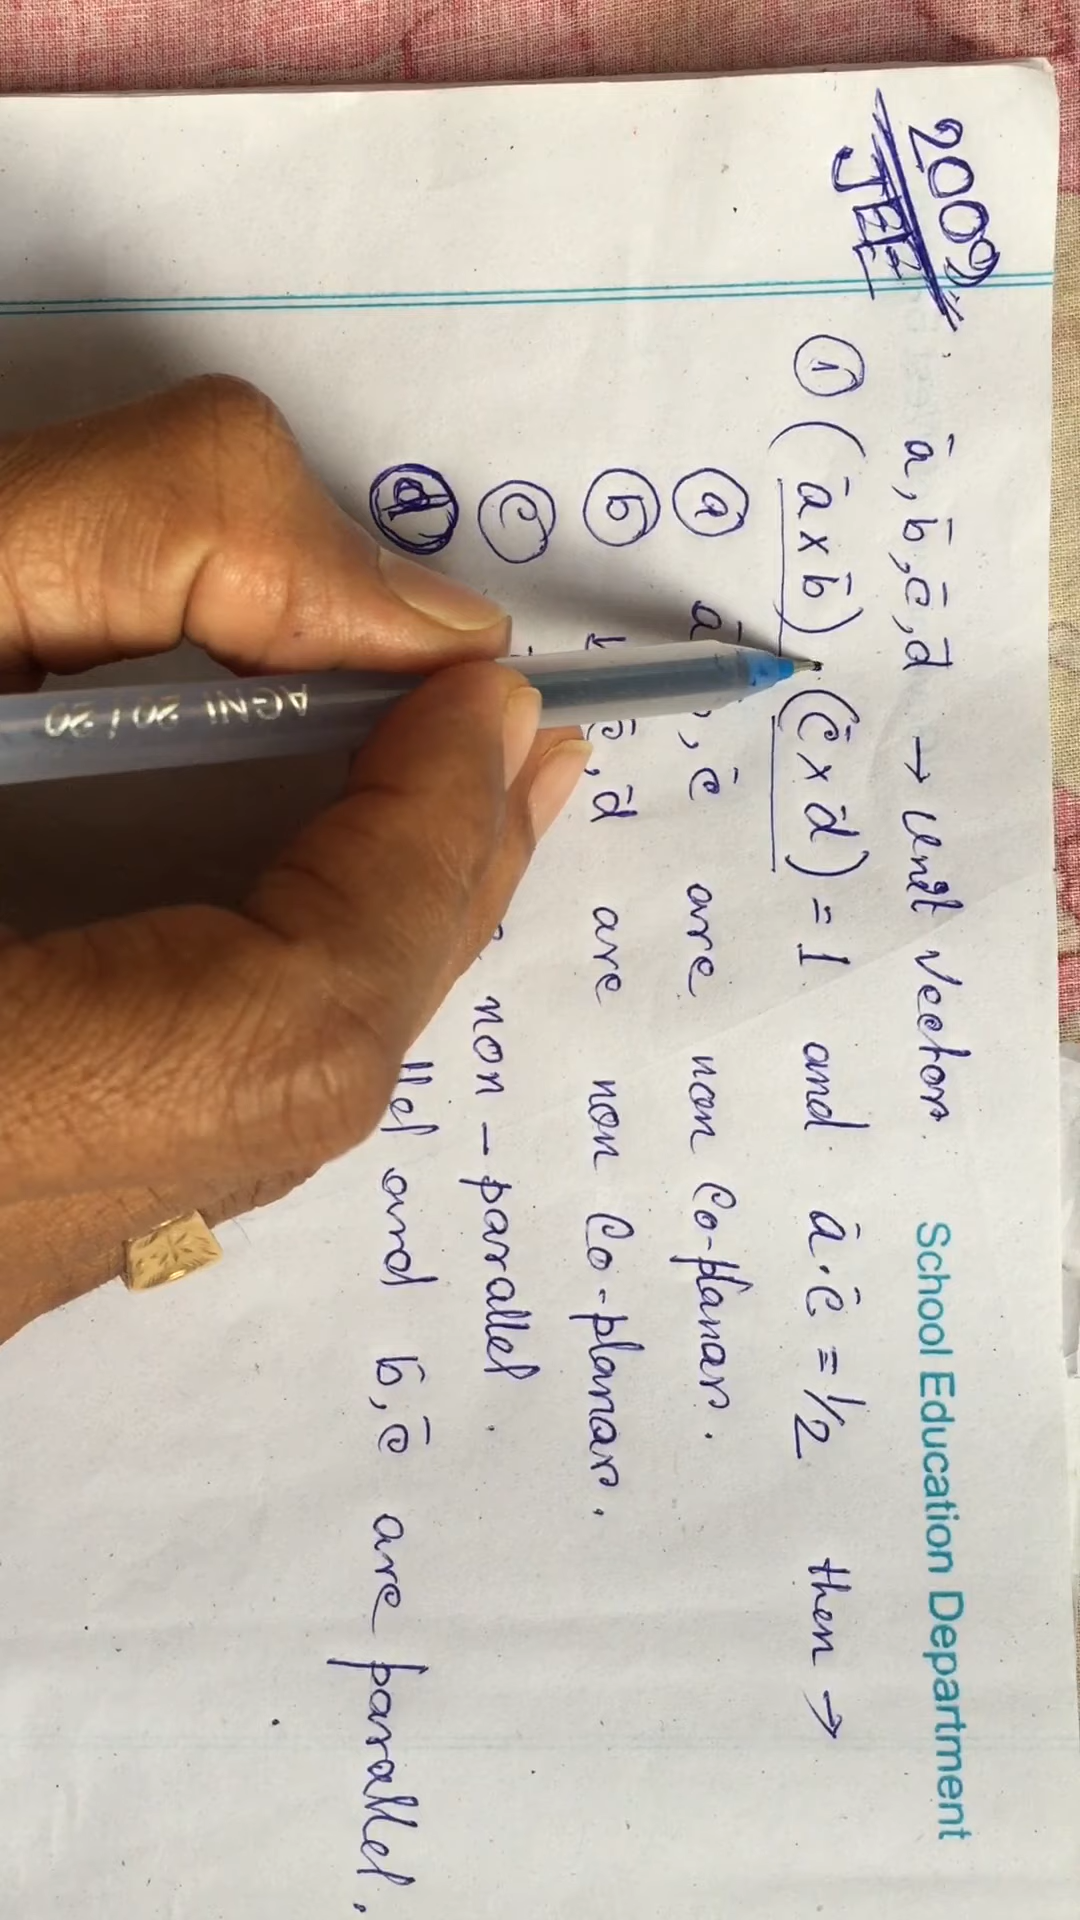 2009
JEE
School Education Department
ā, b̄, c̄, d̄ → Unit Vector.
① (ā × b̄) . (c̄ × d̄) = 1 and ā . c̄ = 1/2 then →
ⓐ ā , c̄ are non Co-planar.
ⓑ c̄, d̄ are non Co-planar.
ⓒ non - parallel.
ⓓ and b̄, c̄ are parallel.
AGNI 20/20